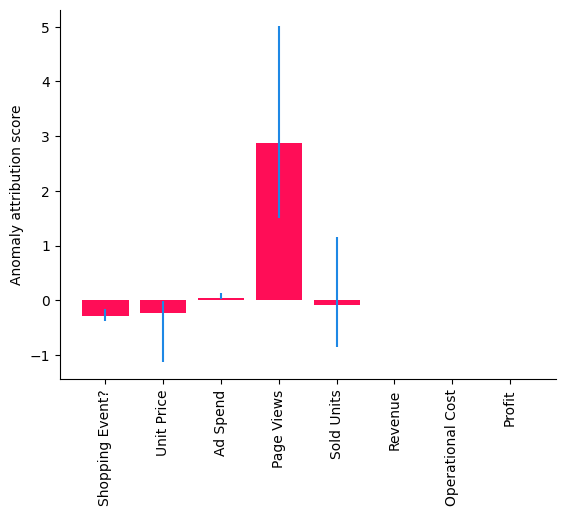 Anomaly attribution score
5
4
3
2
1
0
−1
Shopping Event?
Unit Price
Ad Spend
Page Views
Sold Units
Revenue
Operational Cost
Profit